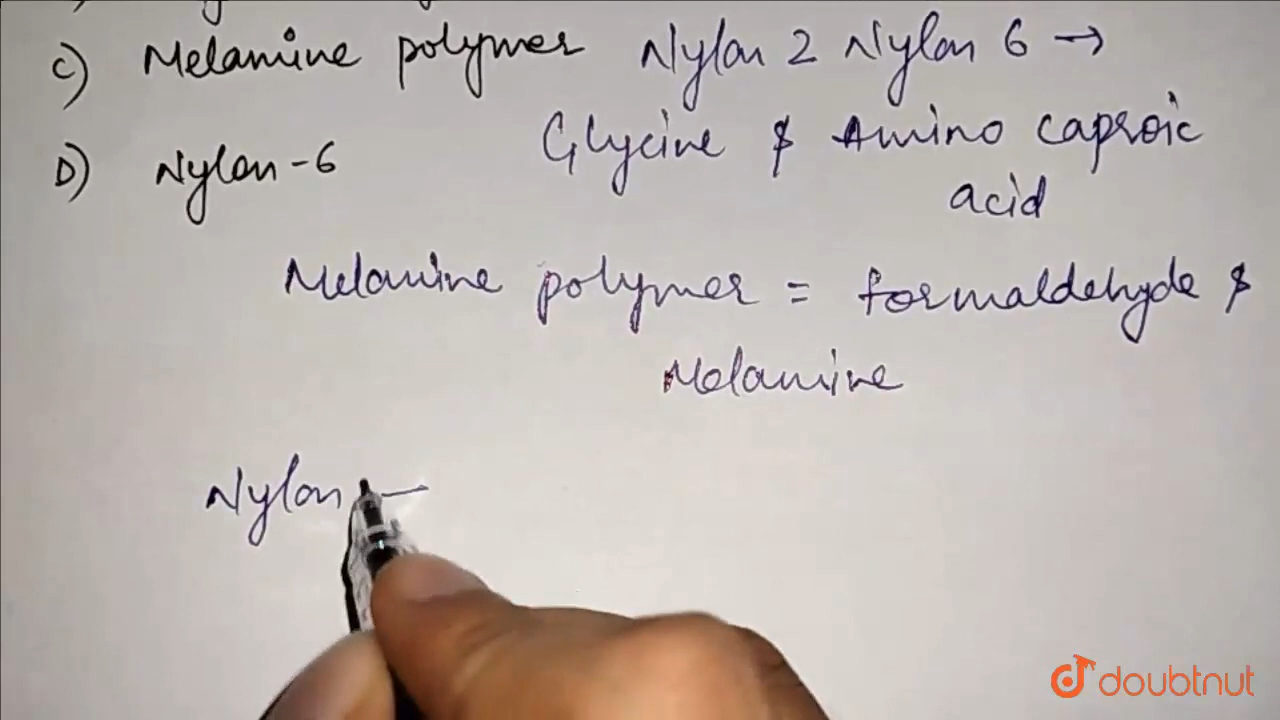 C) Melamine polymer Nylon 2 Nylon 6 →
Glycine & Amino caproic
D) Nylon-6
acid
Melamine polymer = formaldehyde &
Melamine
Nylon -
doubtnut